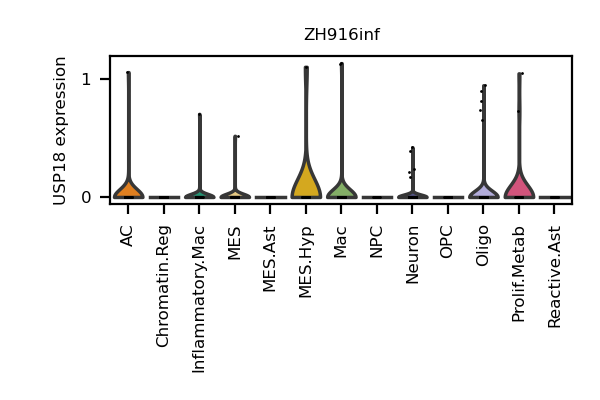 ZH916inf
USP18 expression
1
0
AC
Chromatin.Reg
Inflammatory.Mac
MES
MES.Ast
MES.Hyp
Mac
NPC
Neuron
OPC
Oligo
Prolif.Metab
Reactive.Ast